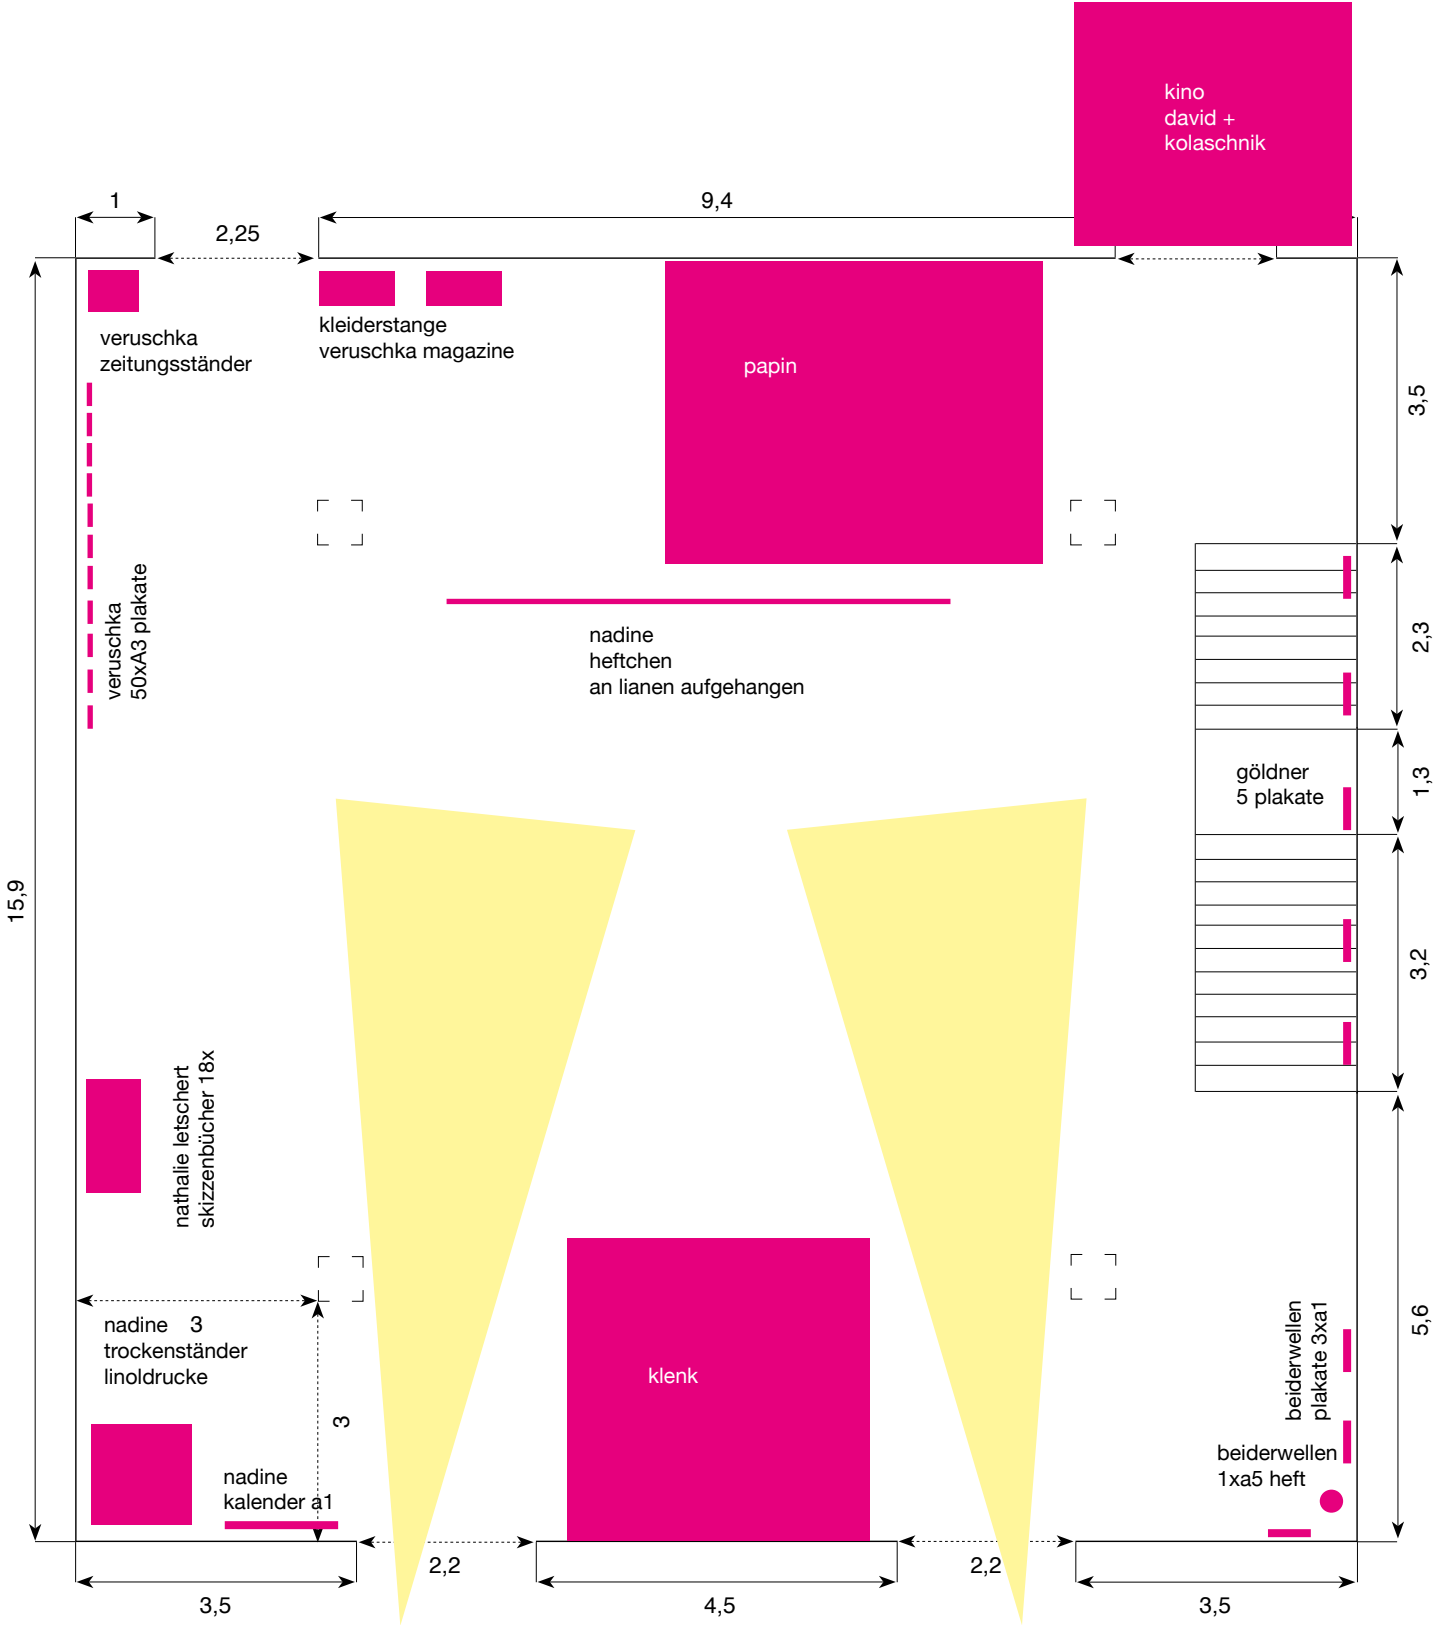 kino
david +
kolaschnik
1
9,4
2,25
veruschka
zeitungsständer
kleiderstange
veruschka magazine
papin
3,5
veruschka
50xA3 plakate
nadine
heftchen
an lianen aufgehangen
2,3
göldner
5 plakate
1,3
15,9
3,2
nathalie letschert
skizzenbücher 18x
nadine 3
trockenständer
linoldrucke
3
klenk
beiderwellen
plakate 3xa1
5,6
nadine
kalender a1
beiderwellen
1xa5 heft
2,2
2,2
3,5
4,5
3,5